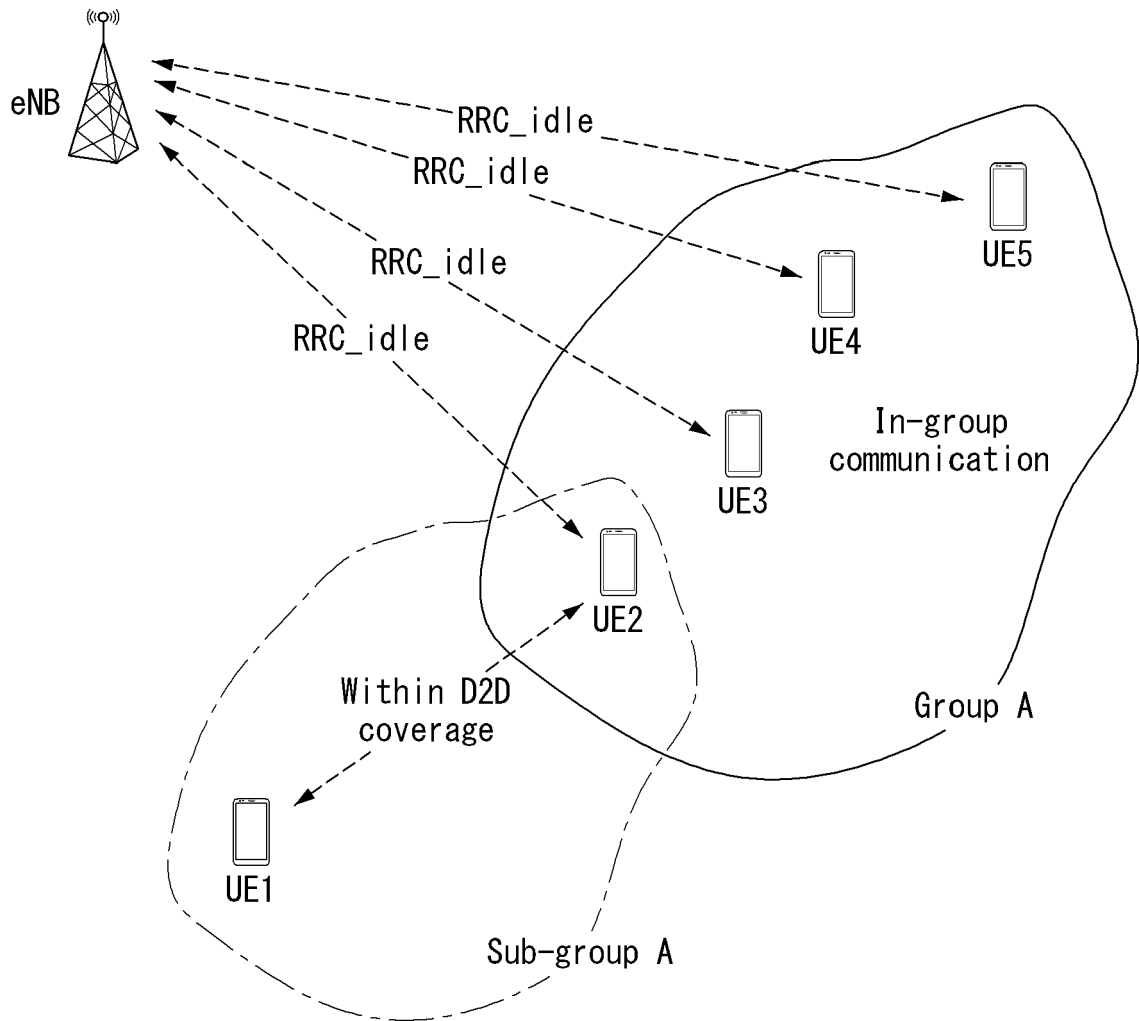 eNB
RRC_idle
RRC_idle
RRC_idle
RRC_idle
UE5
UE4
In-group
communication
UE3
UE2
Within D2D
coverage
Group A
UE1
Sub-group A